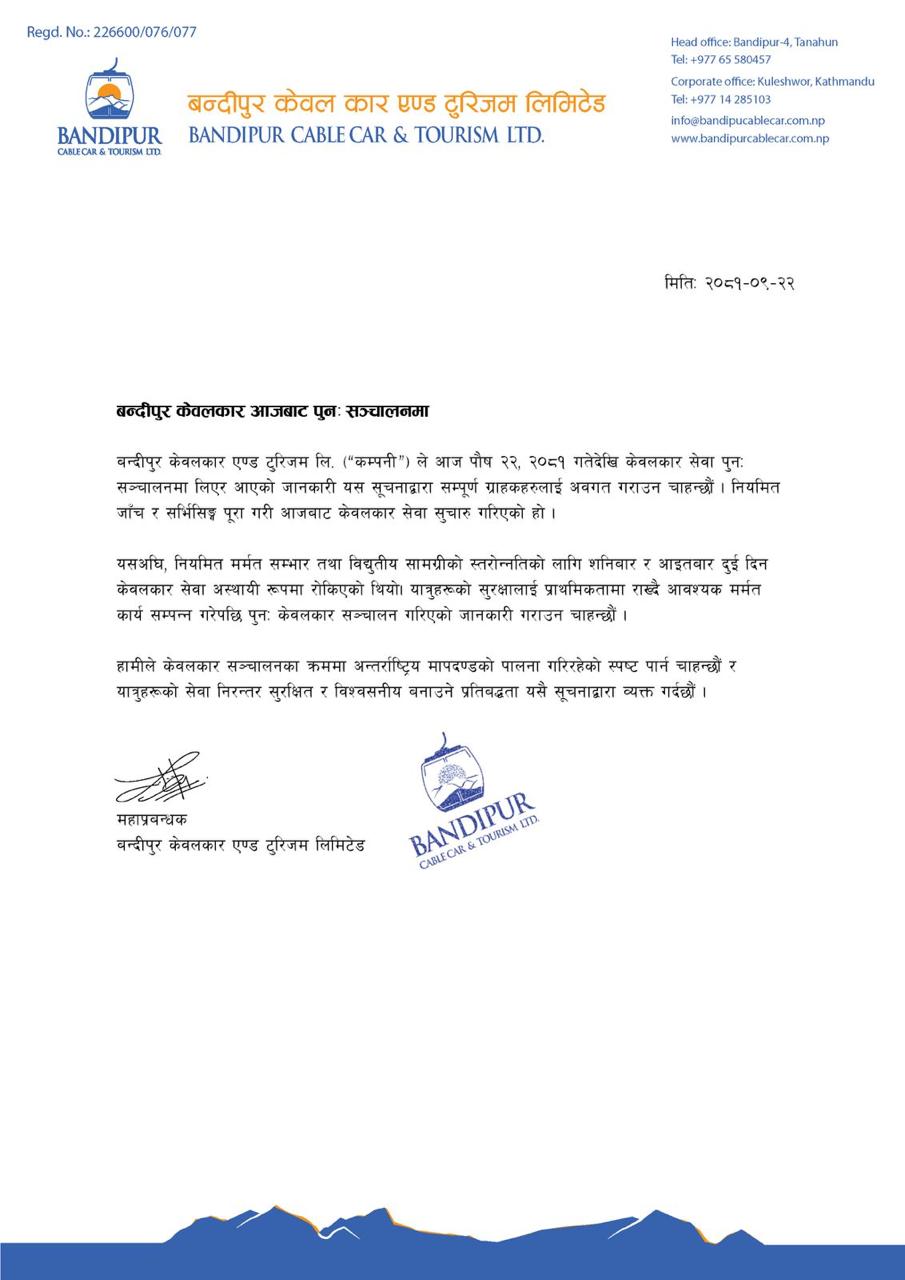 Regd. No.: 226600/076/077
BANDIPUR
CABLE CAR & TOURISM LTD.
बन्दीपुर केवल कार एण्ड टुरिजम लिमिटेड
BANDIPUR CABLE CAR & TOURISM LTD.
Head office: Bandipur-4, Tanahun
Tel: +977 65 580457
Corporate office: Kuleshwor, Kathmandu
Tel: +977 14 285103
info@bandipucablecar.com.np
www.bandipurcablecar.com.np
मिति: २०८१-०९-२२
बन्दीपुर केवलकार आजबाट पुन: सञ्चालनमा
बन्दीपुर केवलकार एण्ड टुरिजम लि. (“कम्पनी”) ले आज पौष २२, २०८१ गतेदेखि केवलकार सेवा पुन:
सञ्चालनमा लिएर आएको जानकारी यस सूचनाद्वारा सम्पूर्ण ग्राहकहरुलाई अवगत गराउन चाहन्छौं । नियमित
जाँच र सर्भिसिङ्ग पूरा गरी आजबाट केवलकार सेवा सुचारु गरिएको हो ।
यसअघि, नियमित मर्मत सम्भार तथा विद्युतीय सामग्रीको स्तरोन्नतिको लागि शनिबार र आइतबार दुई दिन
केवलकार सेवा अस्थायी रूपमा रोकिएको थियो। यात्रुहरूको सुरक्षालाई प्राथमिकतामा राख्दै आवश्यक मर्मत
कार्य सम्पन्न गरेपछि पुन: केवलकार सञ्चालन गरिएको जानकारी गराउन चाहन्छौं ।
हामीले केवलकार सञ्चालनका क्रममा अन्तर्राष्ट्रिय मापदण्डको पालना गरिरहेको स्पष्ट पार्न चाहन्छौं र
यात्रुहरूको सेवा निरन्तर सुरक्षित र विश्वसनीय बनाउने प्रतिबद्धता यसै सूचनाद्वारा व्यक्त गर्दछौं ।
महाप्रवन्धक
बन्दीपुर केवलकार एण्ड टुरिजम लिमिटेड
BANDIPUR
CABLE CAR & TOURISM LTD.